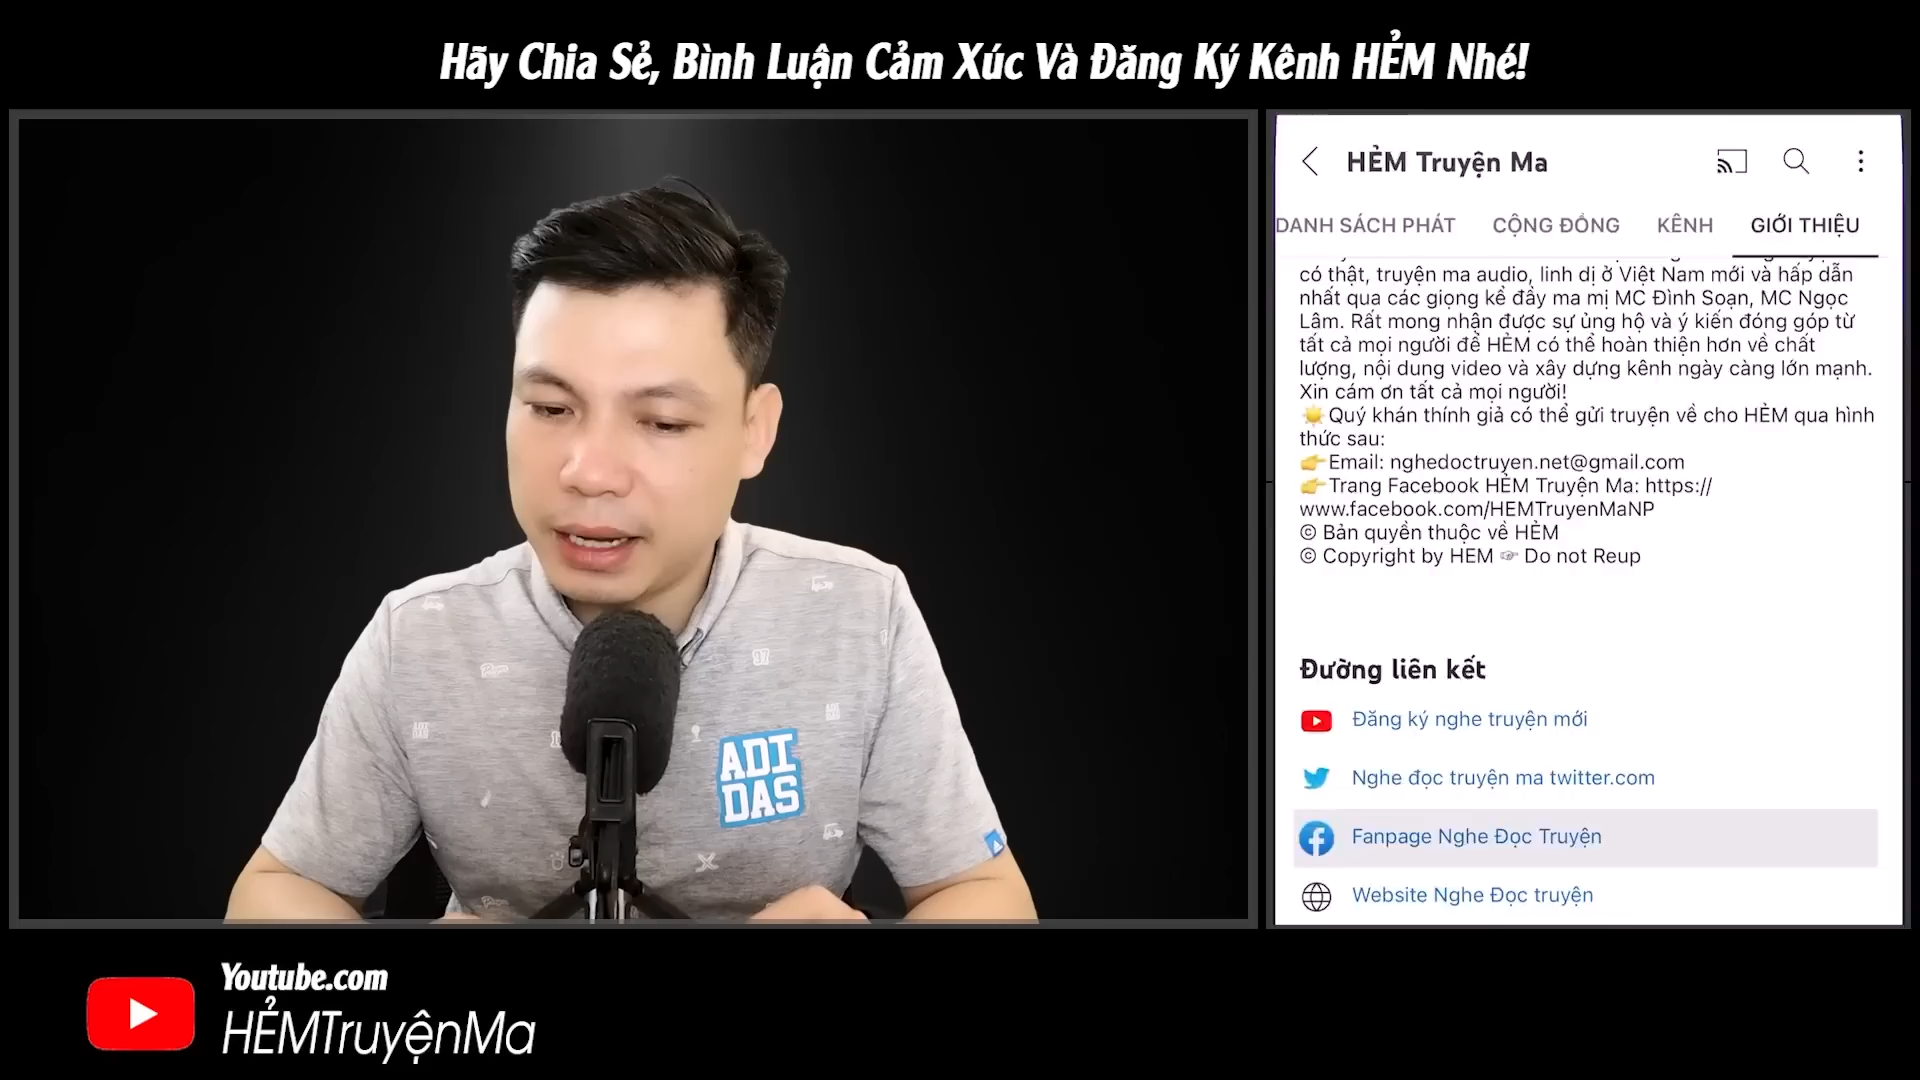 Hãy Chia Sẻ, Bình Luận Cảm Xúc Và Đăng Ký Kênh HẺM Nhé!
HẺM Truyện Ma
DANH SÁCH PHÁT CỘNG ĐỒNG KÊNH GIỚI THIỆU
có thật, truyện ma audio, linh dị ở Việt Nam mới và hấp dẫn
nhất qua các giọng kể đầy ma mị MC Đình Soạn, MC Ngọc
Lâm. Rất mong nhận được sự ủng hộ và ý kiến đóng góp từ
tất cả mọi người để HẺM có thể hoàn thiện hơn về chất
lượng, nội dung video và xây dựng kênh ngày càng lớn mạnh.
Xin cám ơn tất cả mọi người!
☀️Quý khán thính giả có thể gửi truyện về cho HẺM qua hình
thức sau:
👉Email: nghedoctruyen.net@gmail.com
👉Trang Facebook HẺM Truyện Ma: https://
www.facebook.com/HEMTruyenMaNP
© Bản quyền thuộc về HẺM
© Copyright by HEM ☞ Do not Reup
Đường liên kết
Đăng ký nghe truyện mới
Nghe đọc truyện ma twitter.com
Fanpage Nghe Đọc Truyện
Website Nghe Đọc truyện
97
ADI
DAS
Youtube.com
HẺMTruyệnMa